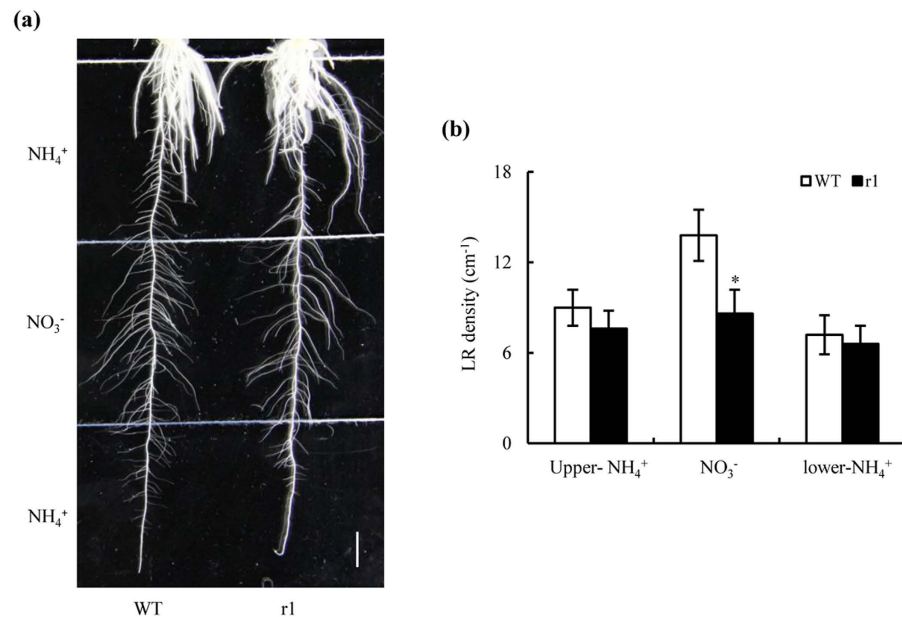 (a)
NH₄⁺
NO₃⁻
NH₄⁺
WT r1
(b)
LR density (cm⁻¹)
18
12
6
0
WT r1
*
Upper- NH₄⁺ NO₃⁻ lower-NH₄⁺